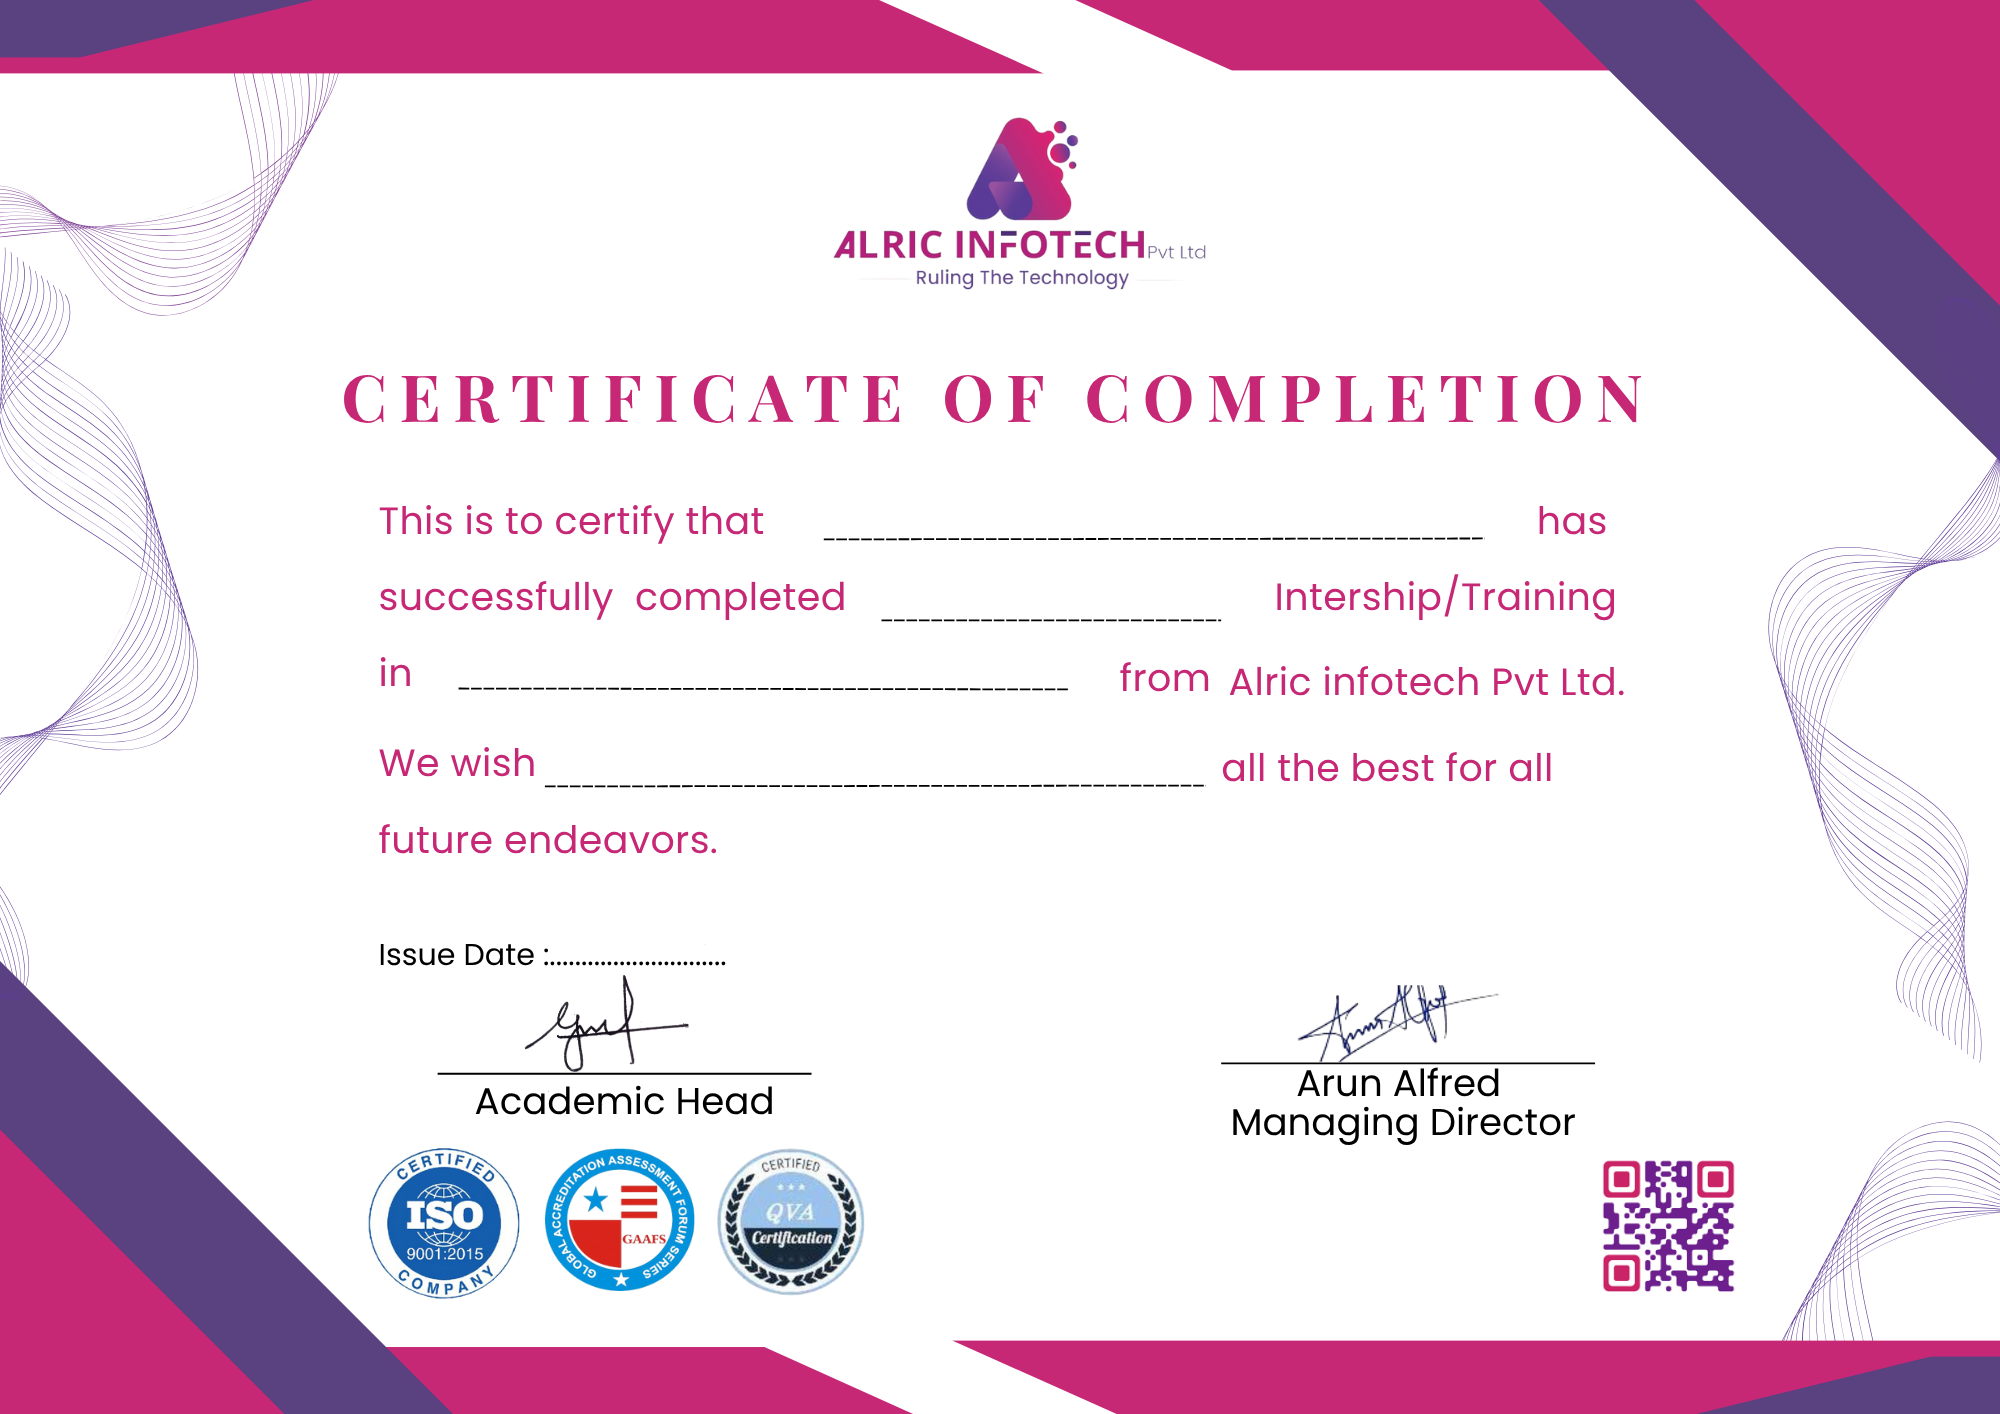 ALRIC INFOTECH Pvt Ltd
Ruling The Technology
CERTIFICATE OF COMPLETION
This is to certify that ____________ has
successfully completed ____________ Intership/Training
in ____________ from Alric infotech Pvt Ltd.
We wish ____________ all the best for all
future endeavors.
Issue Date :............................
Academic Head
Arun Alfred
Managing Director
CERTIFIED
ISO
9001:2015
COMPANY
GLOBAL ACCREDITATION ASSESSMENT FORUM SERIES
GAAFS
CERTIFIED
QVA
Certification